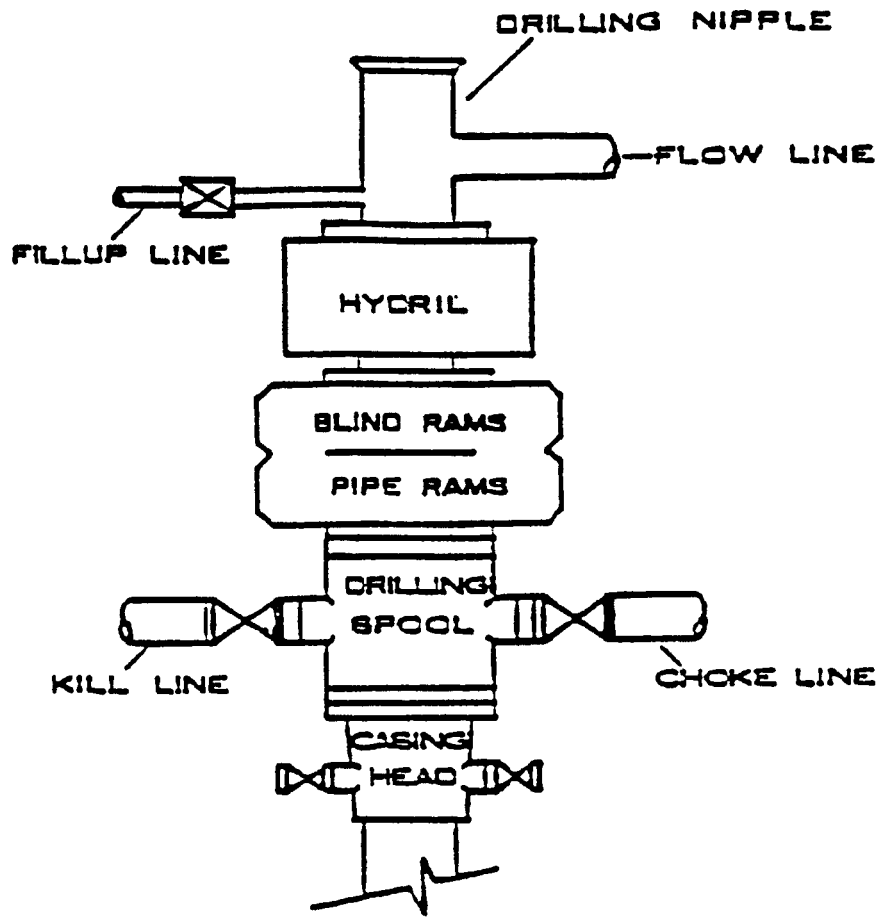 DRILLING NIPPLE
FLOW LINE
FILLUP LINE
HYDRIL
BLIND RAMS
PIPE RAMS
DRILLING
SPOOL
KILL LINE
CHOKE LINE
CASING
HEAD